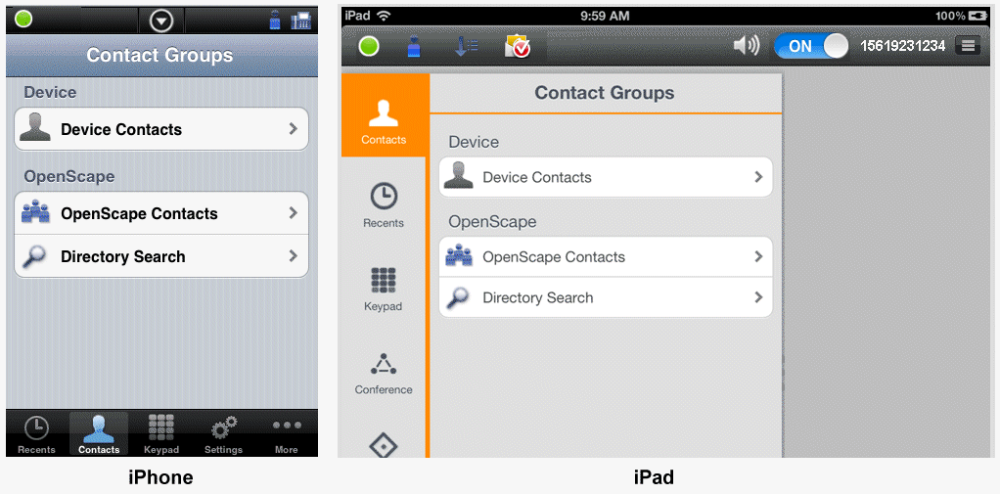 Contact Groups
Device
Device Contacts
OpenScape
OpenScape Contacts
Directory Search
Recents Contacts Keypad Settings More
iPhone
iPad 9:59 AM 100%
ON 15619231234
Contacts
Recents
Keypad
Conference
Contact Groups
Device
Device Contacts
OpenScape
OpenScape Contacts
Directory Search
iPad